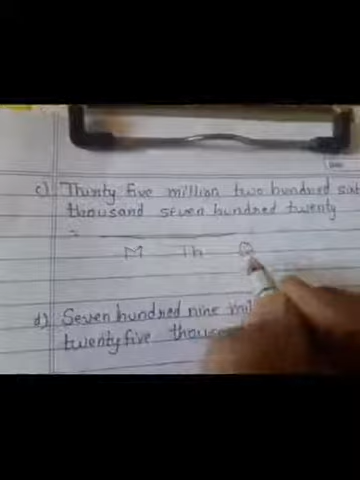 c) Thirty five million two hundred
thousand seven hundred twenty
=
M Th O
d) Seven hundred nine
twenty five